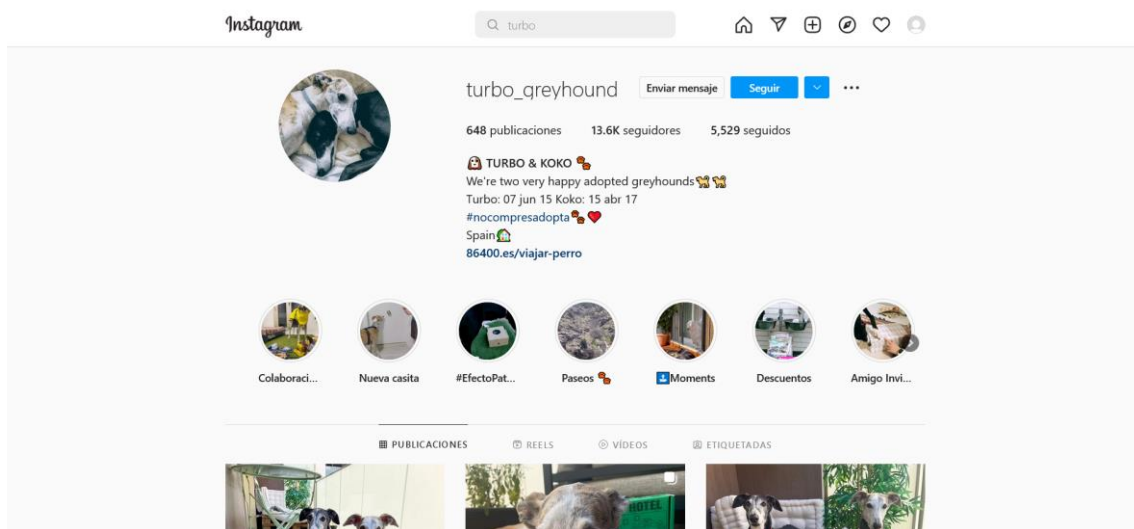 Instagram
turbo
turbo_greyhound Enviar mensaje Seguir
648 publicaciones 13.6K seguidores 5,529 seguidos
TURBO & KOKO
We're two very happy adopted greyhounds
Turbo: 07 jun 15 Koko: 15 abr 17
#nocompresadopta
Spain
86400.es/viajar-perro
Colaboraci... Nueva casita #EfectoPat... Paseos Moments Descuentos Amigo Invi...
PUBLICACIONES REELS VÍDEOS ETIQUETADAS
HOTEL